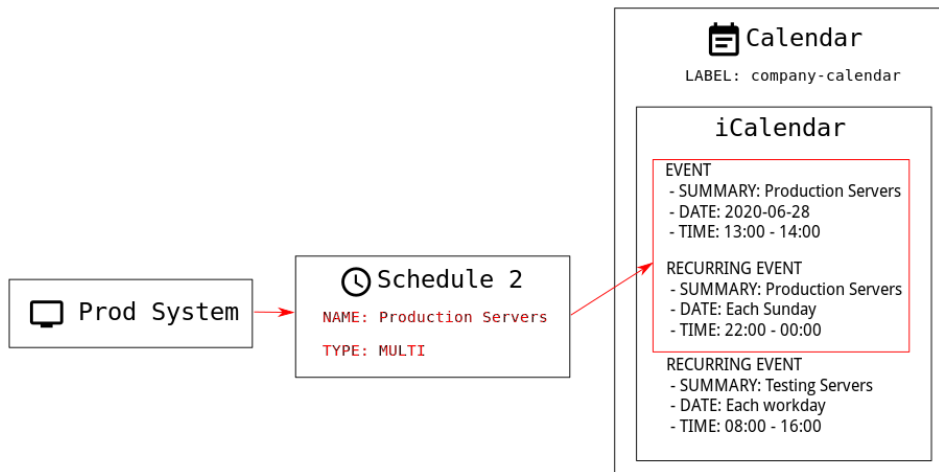 Prod System
Schedule 2
NAME: Production Servers
TYPE: MULTI
Calendar
LABEL: company-calendar
iCalendar
EVENT
- SUMMARY: Production Servers
- DATE: 2020-06-28
- TIME: 13:00 - 14:00
RECURRING EVENT
- SUMMARY: Production Servers
- DATE: Each Sunday
- TIME: 22:00 - 00:00
RECURRING EVENT
- SUMMARY: Testing Servers
- DATE: Each workday
- TIME: 08:00 - 16:00